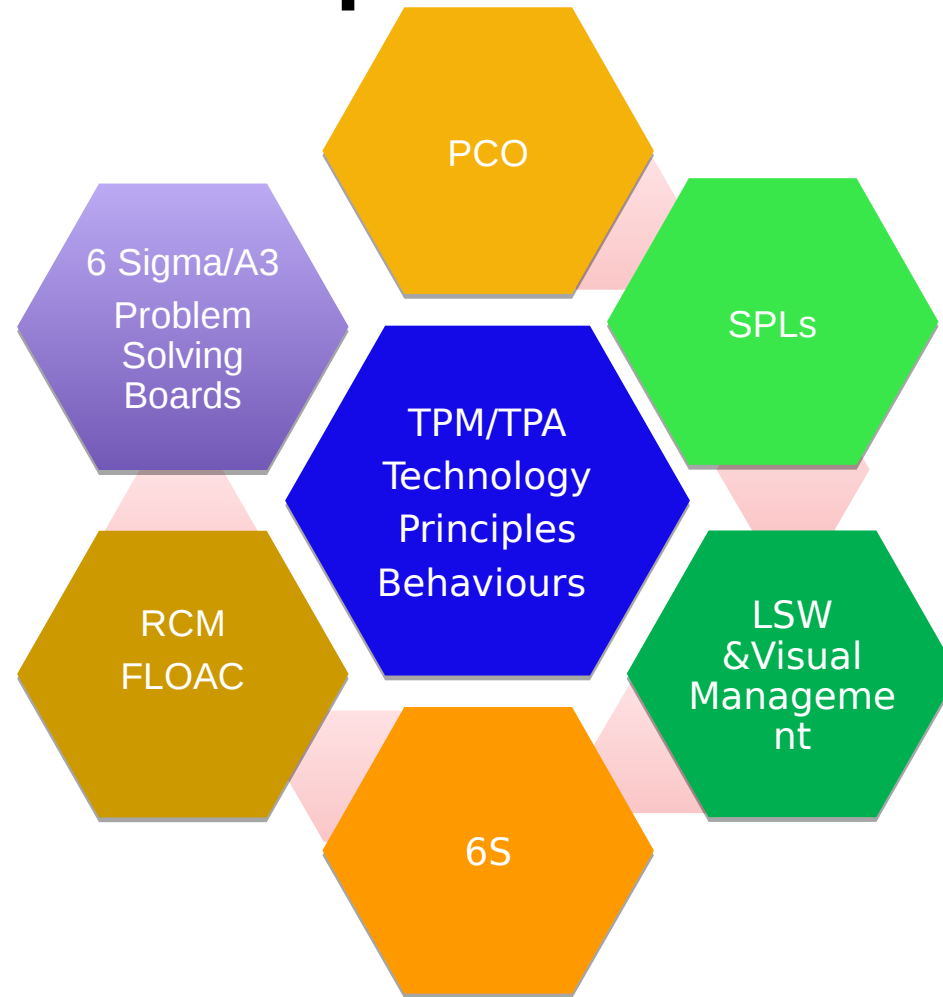 PCO
6 Sigma/A3
Problem
Solving
Boards
SPLs
TPM/TPA
Technology
Principles
Behaviours
RCM
FLOAC
LSW
&Visual
Manageme
nt
6S